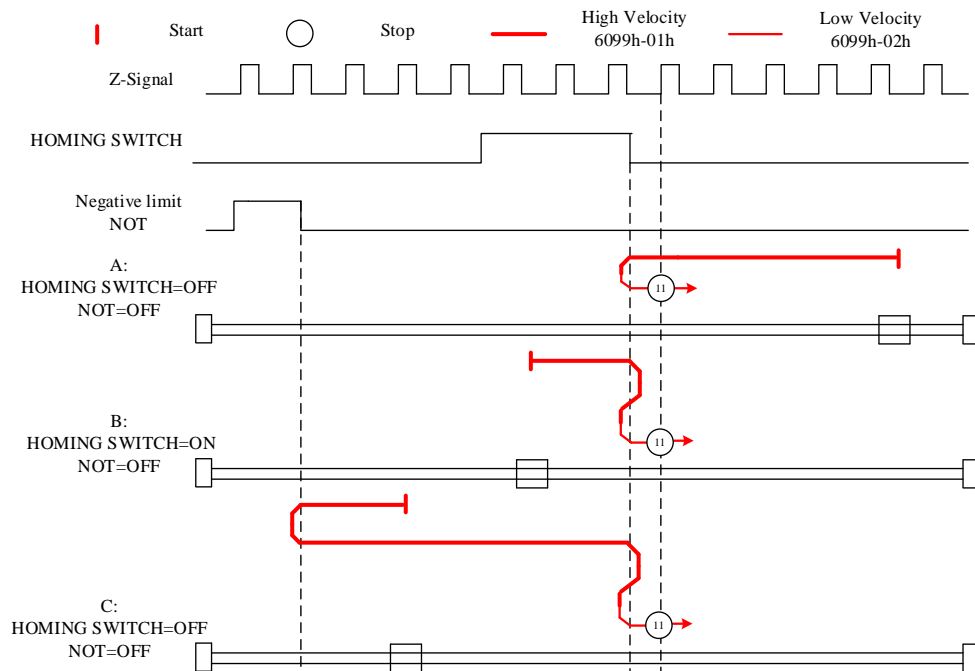 Start
Stop
High Velocity
6099h-01h
Low Velocity
6099h-02h
Z-Signal
HOMING SWITCH
Negative limit
NOT
A:
HOMING SWITCH=OFF
NOT=OFF
11
B:
HOMING SWITCH=ON
NOT=OFF
11
C:
HOMING SWITCH=OFF
NOT=OFF
11